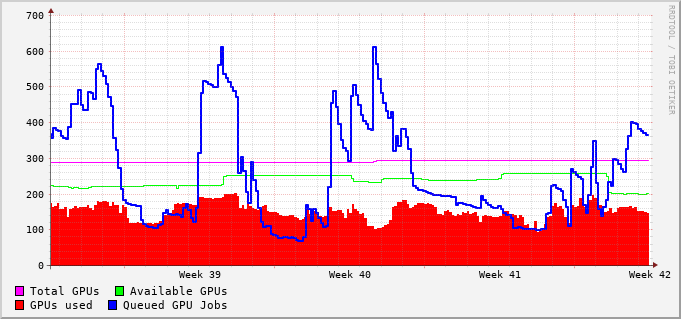 700
600
500
400
300
200
100
0
Week 39 Week 40 Week 41 Week 42
Total GPUs Available GPUs
GPUs used Queued GPU Jobs
RRDTOOL / TOBI OETIKER